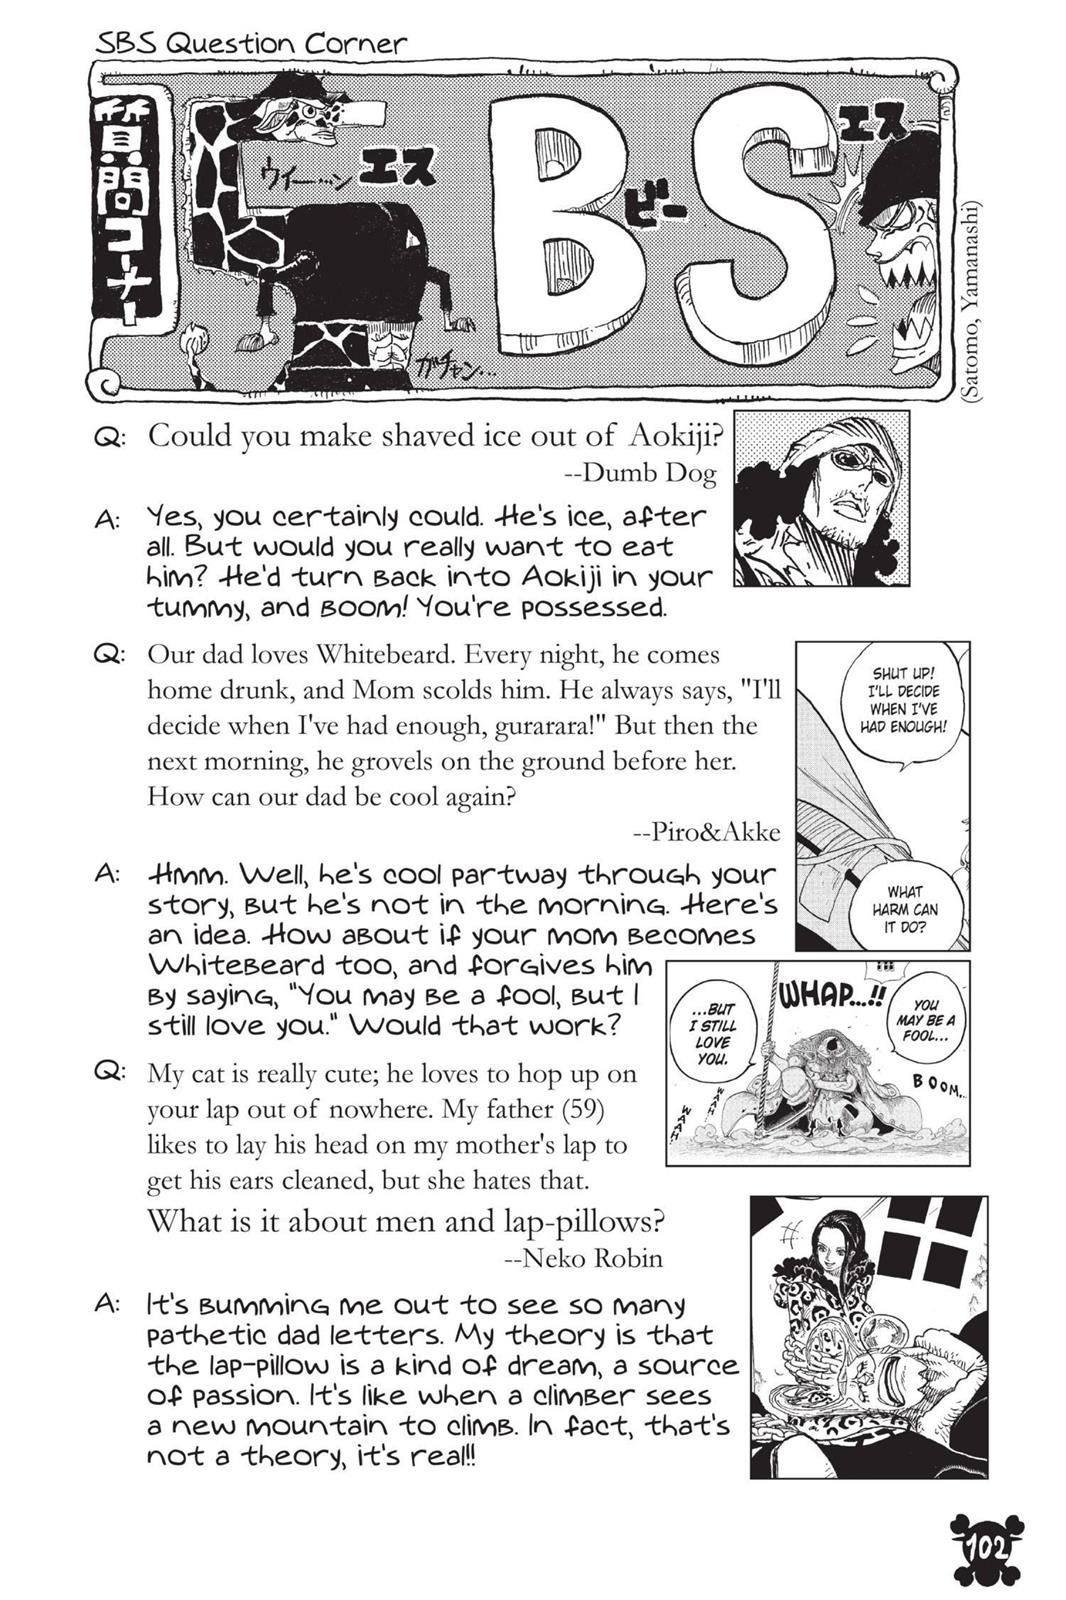 SBS Question Corner
質問コーナー
エス
ウィー…ン
B
ビー
S
エス
ガチャン…
(Satomo, Yamanashi)
Q: Could you make shaved ice out of Aokiji?
--Dumb Dog
A: Yes, you certainly could. He's ice, after
all. But would you really want to eat
him? He'd turn back into Aokiji in your
tummy, and BOOM! You're possessed.
Q: Our dad loves Whitebeard. Every night, he comes
home drunk, and Mom scolds him. He always says, "I'll
decide when I've had enough, gurarara!" But then the
next morning, he grovels on the ground before her.
How can our dad be cool again?
--Piro&Akke
SHUT UP!
I'LL DECIDE
WHEN I'VE
HAD ENOUGH!
WHAT
HARM CAN
IT DO?
A: Hmm. Well, he's cool partway through your
story, but he's not in the morning. Here's
an idea. How about if your mom becomes
Whitebeard too, and forgives him
by saying, "You may be a fool, but I
still love you." Would that work?
!!!
WHAP...!!
YOU
MAY BE A
FOOL...
...BUT
I STILL
LOVE
YOU.
BOOM...
WAAH!
WAAH!
Q: My cat is really cute; he loves to hop up on
your lap out of nowhere. My father (59)
likes to lay his head on my mother's lap to
get his ears cleaned, but she hates that.
What is it about men and lap-pillows?
--Neko Robin
A: It's bumming me out to see so many
pathetic dad letters. My theory is that
the lap-pillow is a kind of dream, a source
of passion. It's like when a climber sees
a new mountain to climb. In fact, that's
not a theory, it's real!!
102